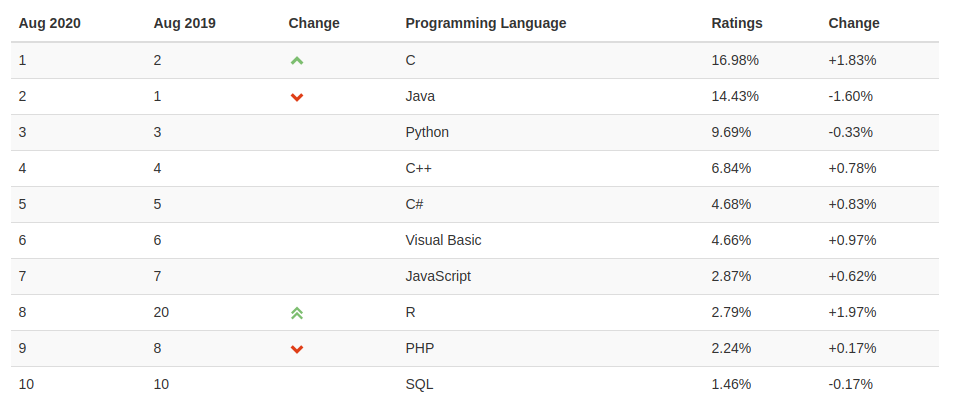 Aug 2020 Aug 2019 Change Programming Language Ratings Change
1 2 C 16.98% +1.83%
2 1 Java 14.43% -1.60%
3 3 Python 9.69% -0.33%
4 4 C++ 6.84% +0.78%
5 5 C# 4.68% +0.83%
6 6 Visual Basic 4.66% +0.97%
7 7 JavaScript 2.87% +0.62%
8 20 R 2.79% +1.97%
9 8 PHP 2.24% +0.17%
10 10 SQL 1.46% -0.17%